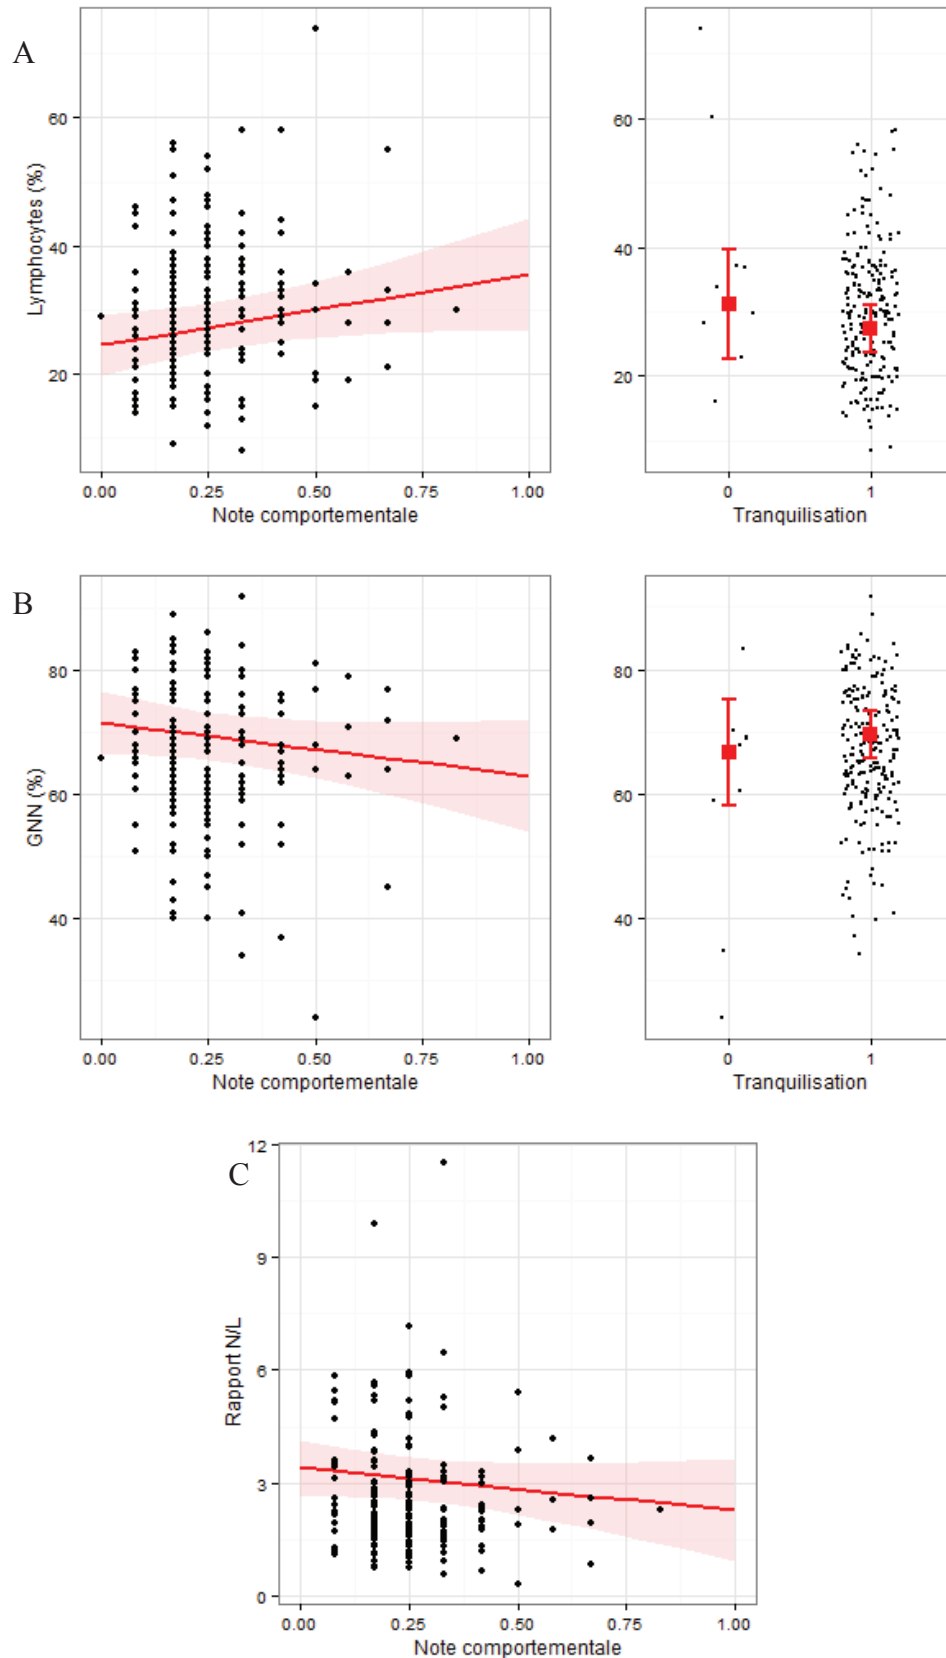 A
Lymphocytes (%)
60
40
20
0.00 0.25 0.50 0.75 1.00
Note comportementale
60
40
20
0 1
Tranquilisation
B
GNN (%)
80
60
40
0.00 0.25 0.50 0.75 1.00
Note comportementale
80
60
40
0 1
Tranquilisation
C
Rapport N/L
12
9
6
3
0
0.00 0.25 0.50 0.75 1.00
Note comportementale